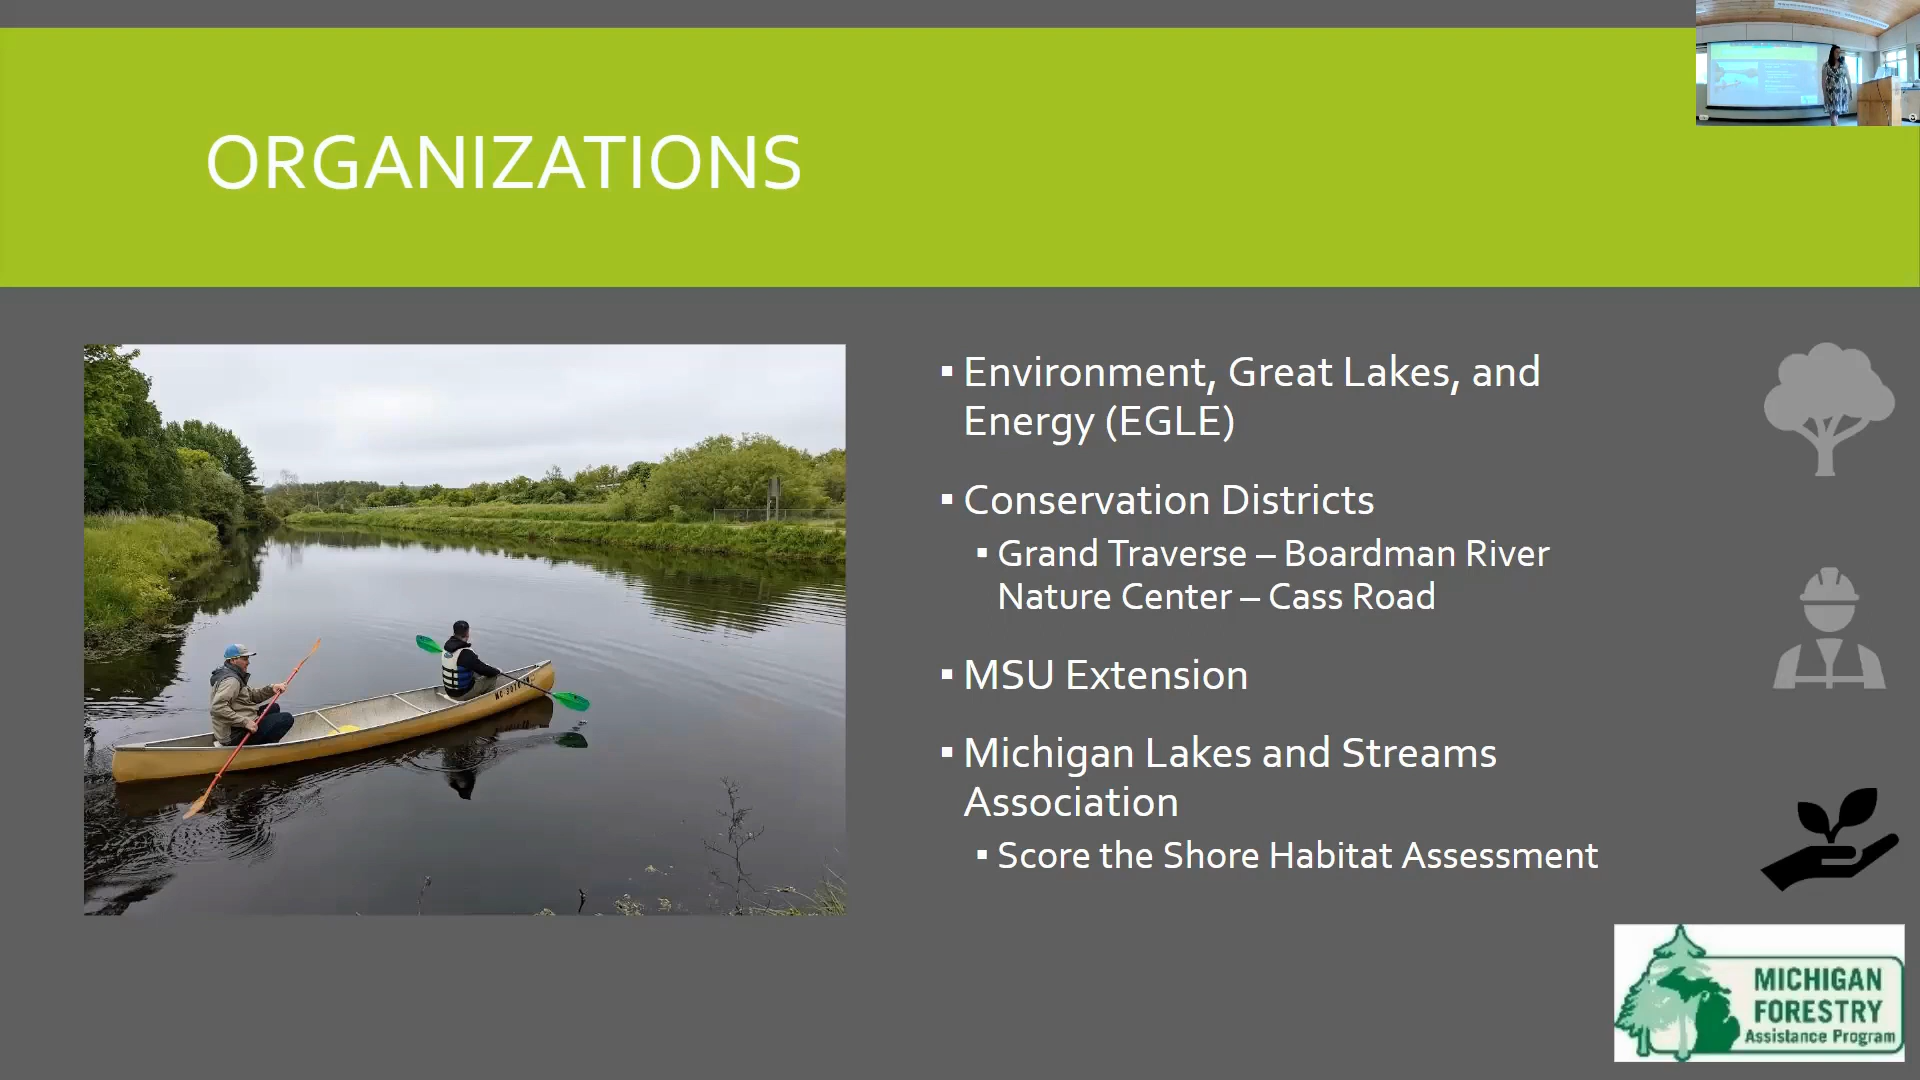 ORGANIZATIONS
▪ Environment, Great Lakes, and
Energy (EGLE)
▪ Conservation Districts
▪ Grand Traverse – Boardman River
Nature Center – Cass Road
▪ MSU Extension
▪ Michigan Lakes and Streams
Association
▪ Score the Shore Habitat Assessment
MICHIGAN
FORESTRY
Assistance Program